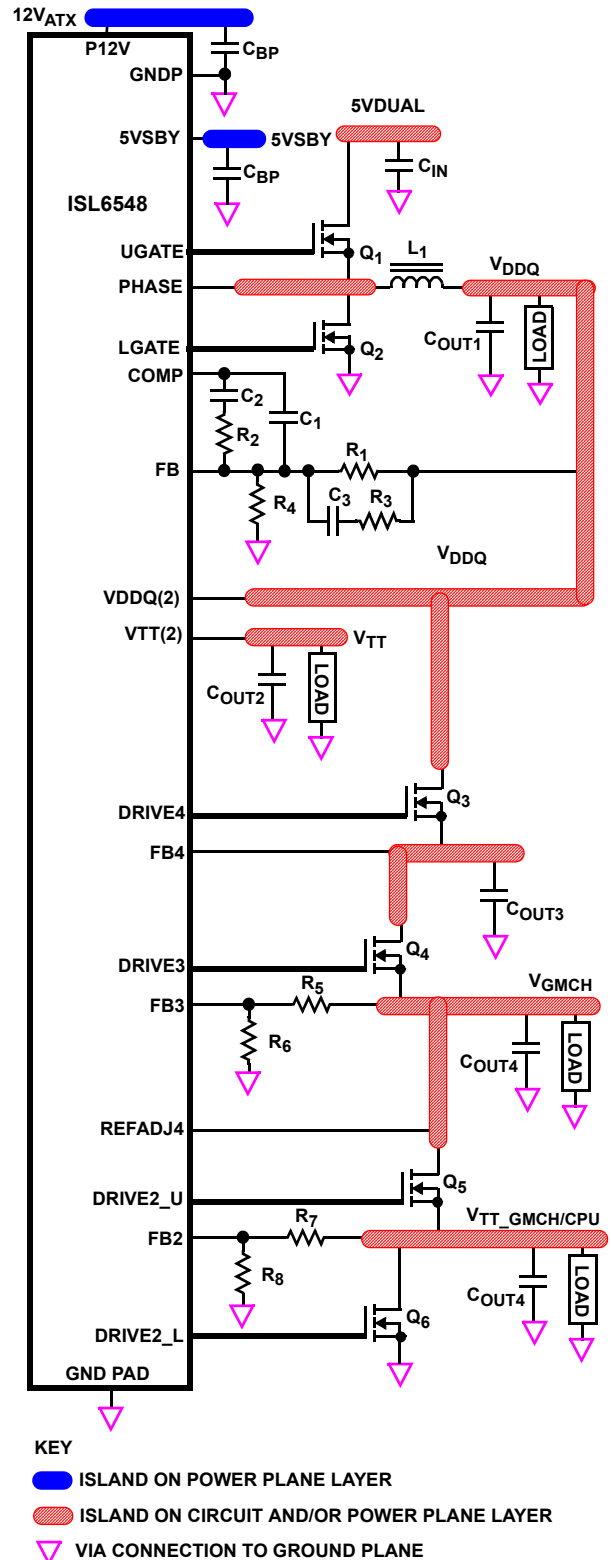 12VATX
P12V
CBP
GNDP
5VDUAL
5VSBY
5VSBY
CIN
CBP
ISL6548
UGATE
Q1
L1
VDDQ
PHASE
COUT1
LOAD
LGATE
Q2
COMP
C2
C1
R2
R1
FB
C3
R3
R4
VDDQ
VDDQ(2)
VTT(2)
VTT
COUT2
LOAD
Q3
DRIVE4
FB4
COUT3
Q4
DRIVE3
R5
VGMCH
FB3
R6
COUT4
LOAD
REFADJ4
Q5
DRIVE2_U
R7
VTT_GMCH/CPU
FB2
R8
COUT4
LOAD
Q6
DRIVE2_L
GND PAD
KEY
ISLAND ON POWER PLANE LAYER
ISLAND ON CIRCUIT AND/OR POWER PLANE LAYER
VIA CONNECTION TO GROUND PLANE